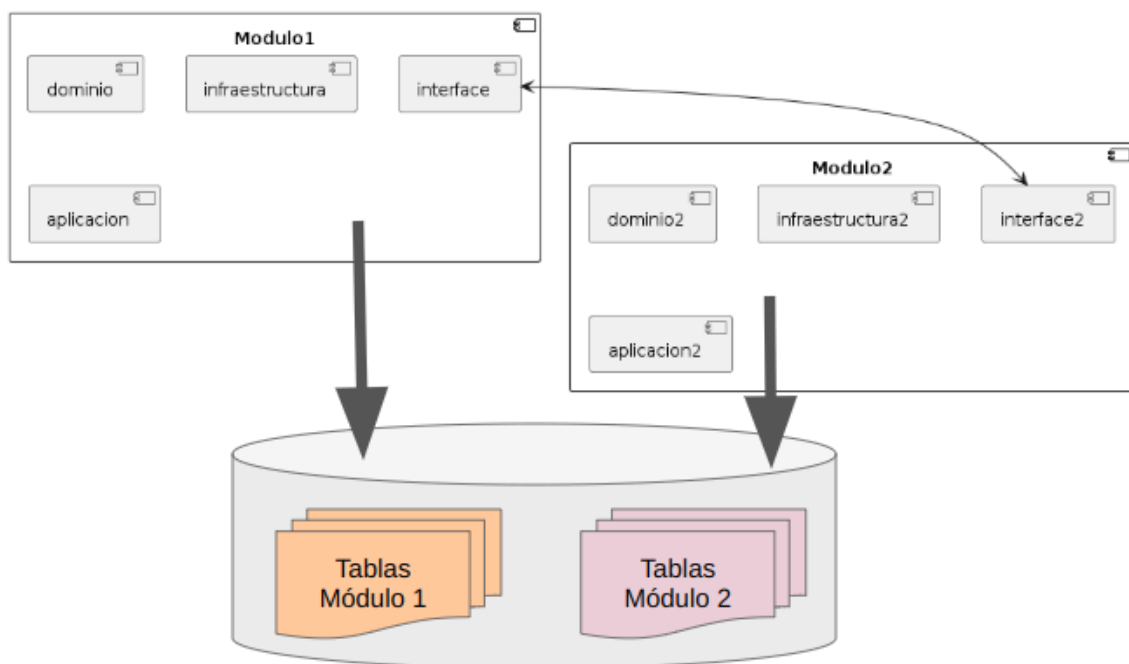 Modulo1
dominio
infraestructura
interface
aplicacion
Modulo2
dominio2
infraestructura2
interface2
aplicacion2
Tablas
Módulo 1
Tablas
Módulo 2